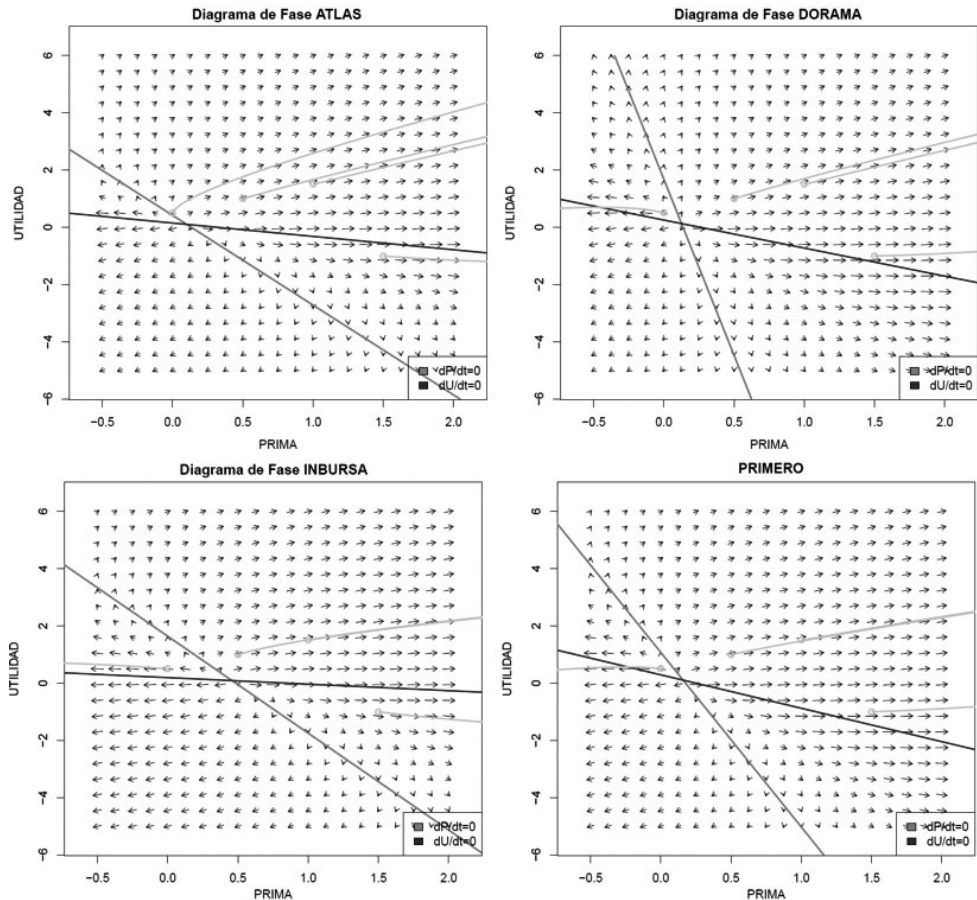 Diagrama de Fase ATLAS
UTILIDAD
6
4
2
0
−2
−4
−6
dP/dt=0
dU/dt=0
−0.5 0.0 0.5 1.0 1.5 2.0
PRIMA
Diagrama de Fase DORAMA
UTILIDAD
6
4
2
0
−2
−4
−6
dP/dt=0
dU/dt=0
−0.5 0.0 0.5 1.0 1.5 2.0
PRIMA
Diagrama de Fase INBURSA
UTILIDAD
6
4
2
0
−2
−4
−6
dP/dt=0
dU/dt=0
−0.5 0.0 0.5 1.0 1.5 2.0
PRIMA
PRIMERO
UTILIDAD
6
4
2
0
−2
−4
−6
dP/dt=0
dU/dt=0
−0.5 0.0 0.5 1.0 1.5 2.0
PRIMA